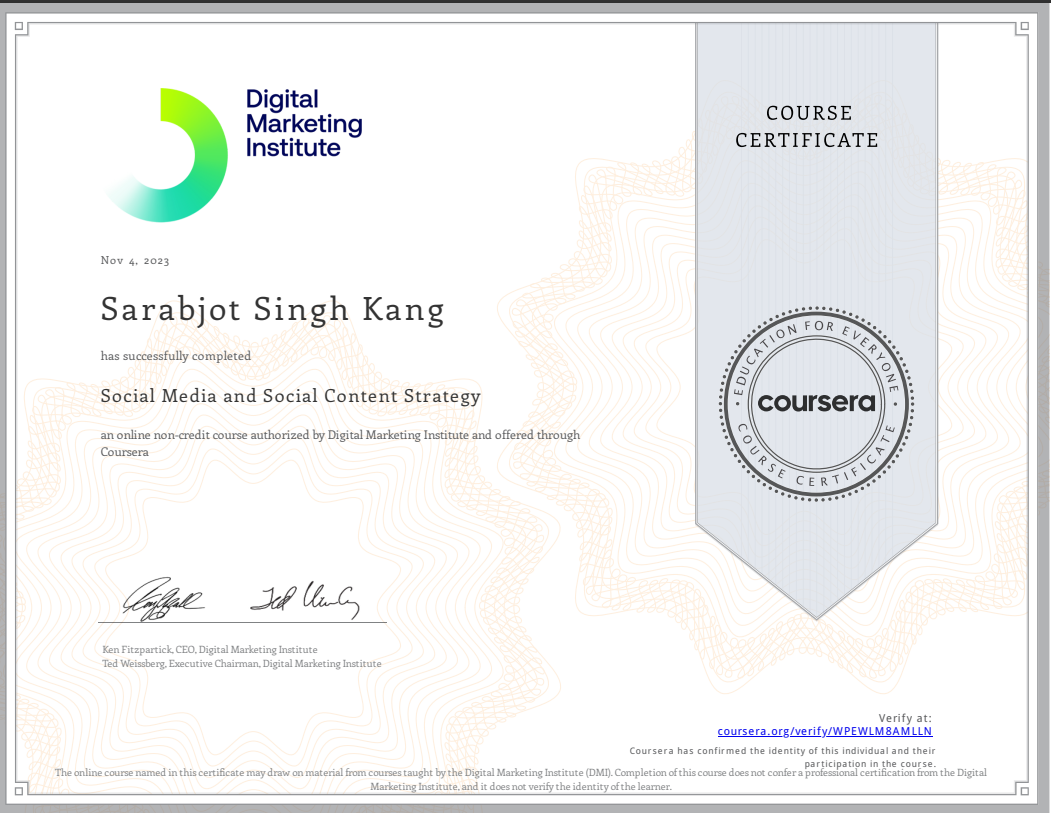 Digital
Marketing
Institute
COURSE
CERTIFICATE
Nov 4, 2023
Sarabjot Singh Kang
has successfully completed
Social Media and Social Content Strategy
an online non-credit course authorized by Digital Marketing Institute and offered through
Coursera
EDUCATION FOR EVERYONE
coursera
COURSE CERTIFICATE
Ken Fitzpartick, CEO, Digital Marketing Institute
Ted Weissberg, Executive Chairman, Digital Marketing Institute
Verify at:
coursera.org/verify/WPEWLM8AMLLN
Coursera has confirmed the identity of this individual and their
participation in the course.
The online course named in this certificate may draw on material from courses taught by the Digital Marketing Institute (DMI). Completion of this course does not confer a professional certification from the Digital
Marketing Institute, and it does not verify the identity of the learner.